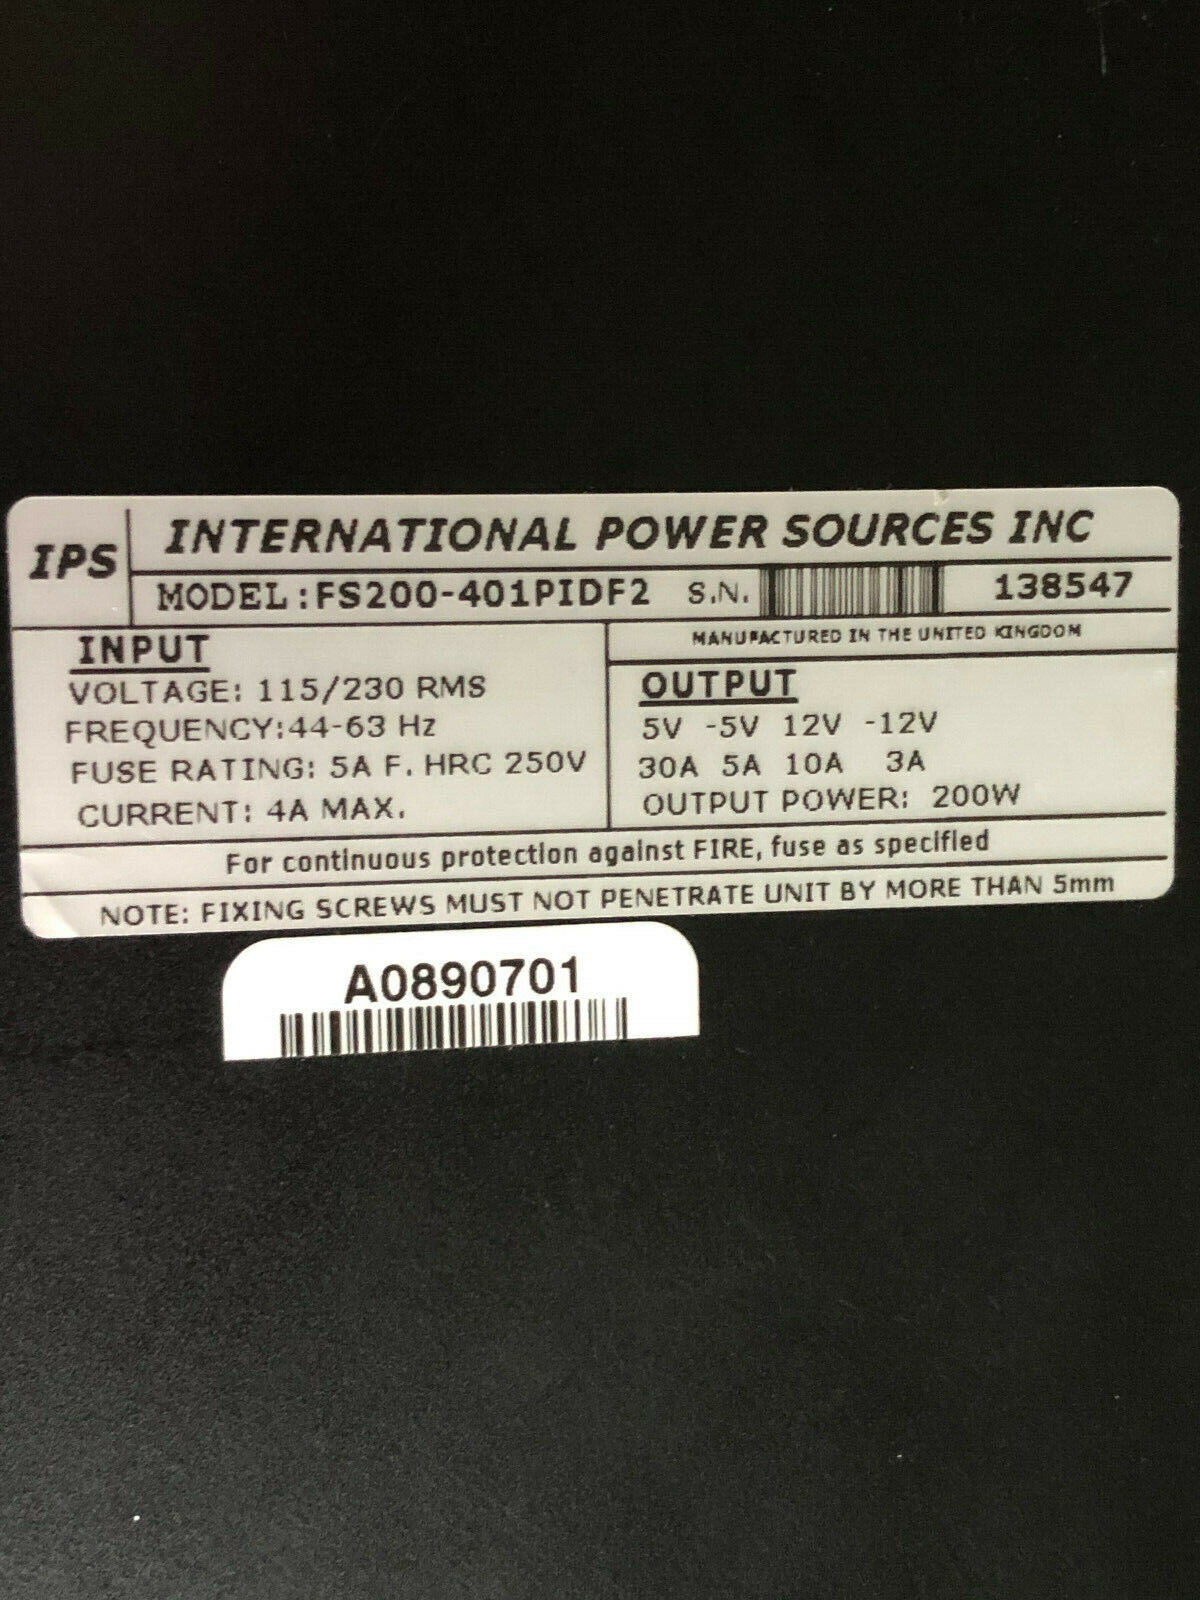 IPS
INTERNATIONAL POWER SOURCES INC
MODEL:FS200-401PIDF2 S.N. 138547
MANUFACTURED IN THE UNITED KINGDOM
INPUT
VOLTAGE: 115/230 RMS
FREQUENCY:44-63 Hz
FUSE RATING: 5A F. HRC 250V
CURRENT: 4A MAX.
OUTPUT
5V -5V 12V -12V
30A 5A 10A 3A
OUTPUT POWER: 200W
For continuous protection against FIRE, fuse as specified
NOTE: FIXING SCREWS MUST NOT PENETRATE UNIT BY MORE THAN 5mm
A0890701